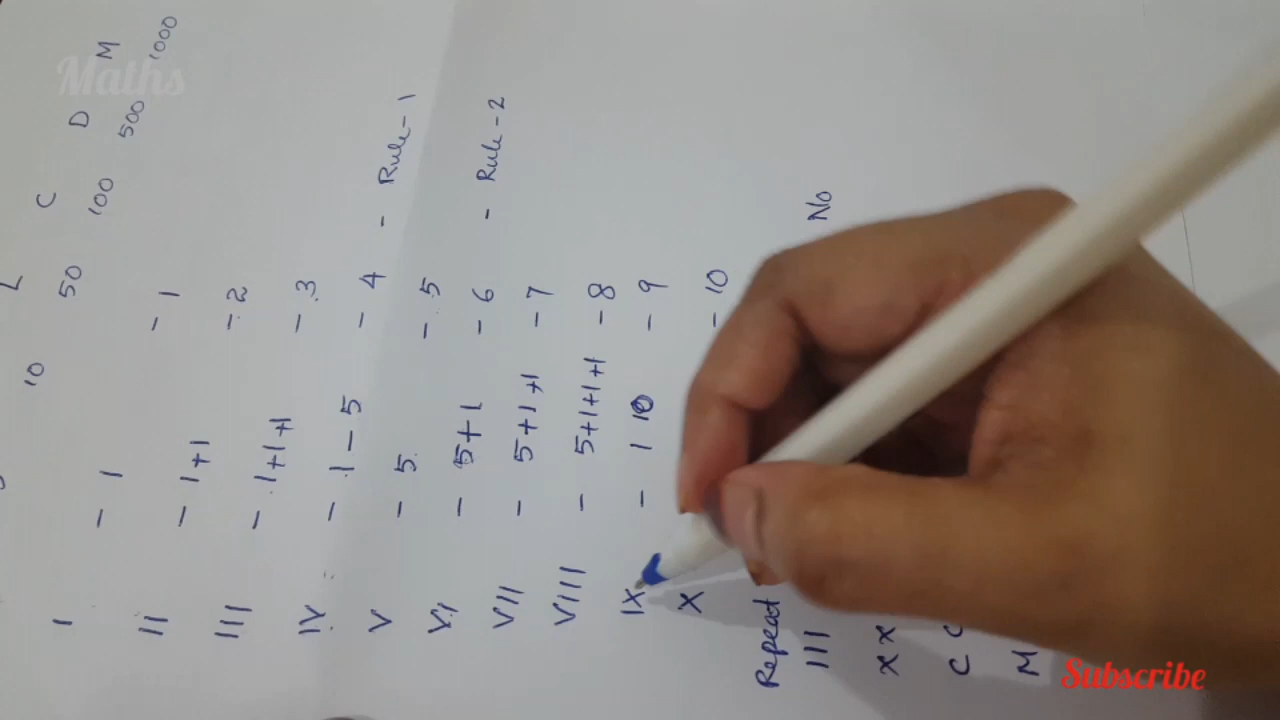 Maths
L C D M
10 50 100 500 1000
I - 1 - 1
II - 1+1 - 2
III - 1+1+1 - 3
IV - 1-5 - 4 - Rule-1
V - 5 - 5
VI - 5+1 - 6 - Rule-2
VII - 5+1+1 - 7
VIII - 5+1+1+1 - 8
IX - 1 10 - 9
X - 10
Repeat No
III
XX
C C
M
Subscribe